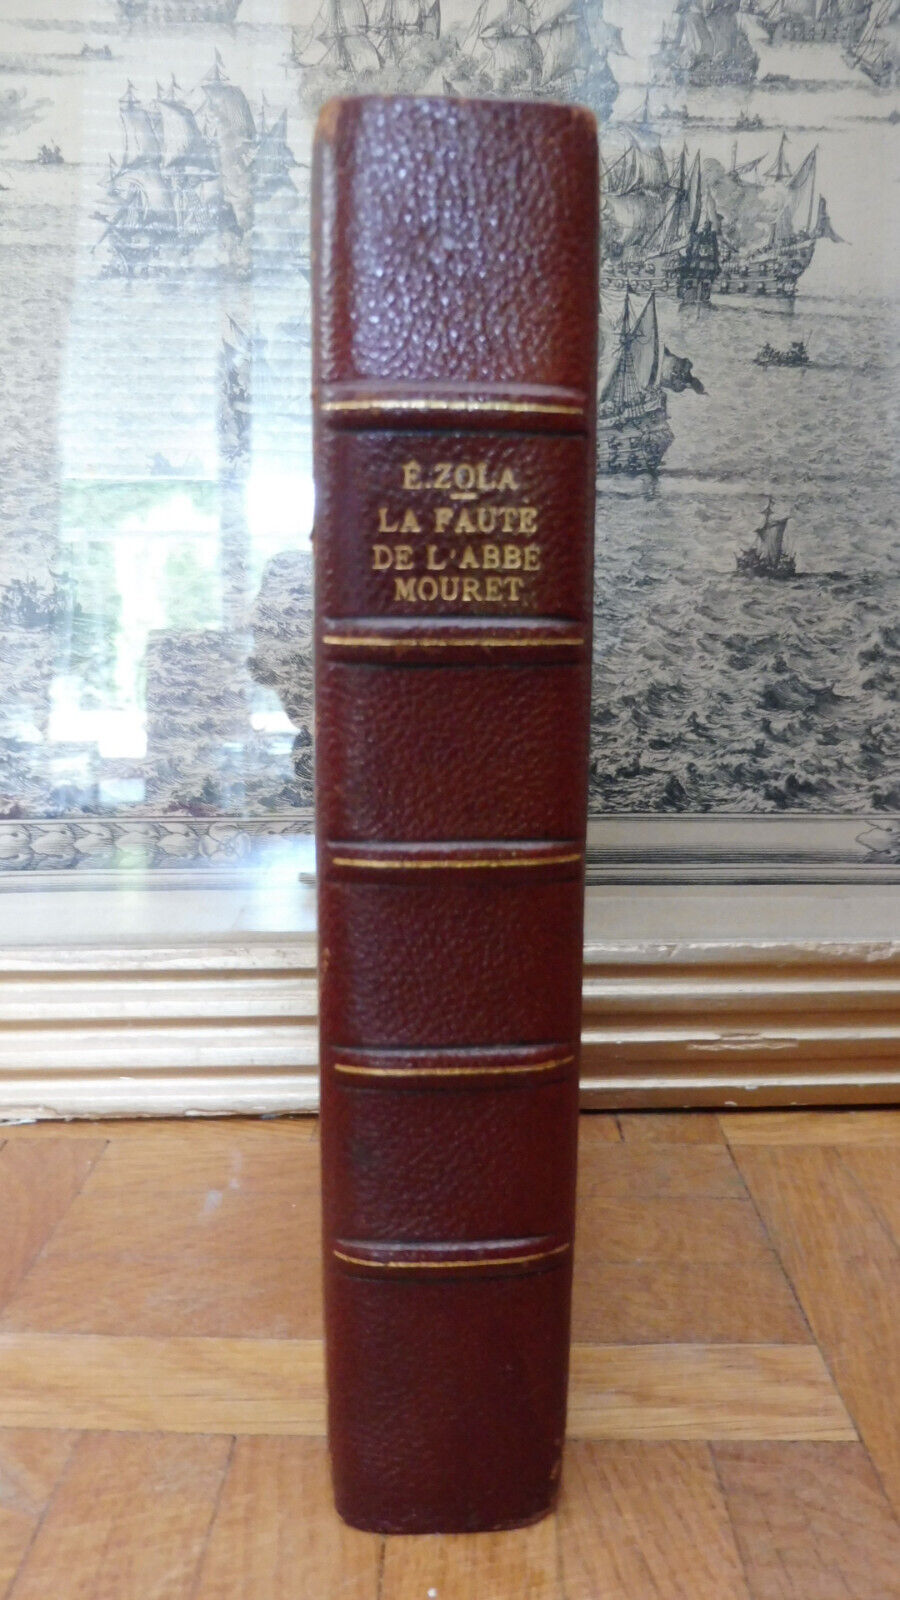 É. ZOLA
LA FAUTE
DE L'ABBÉ
MOURET